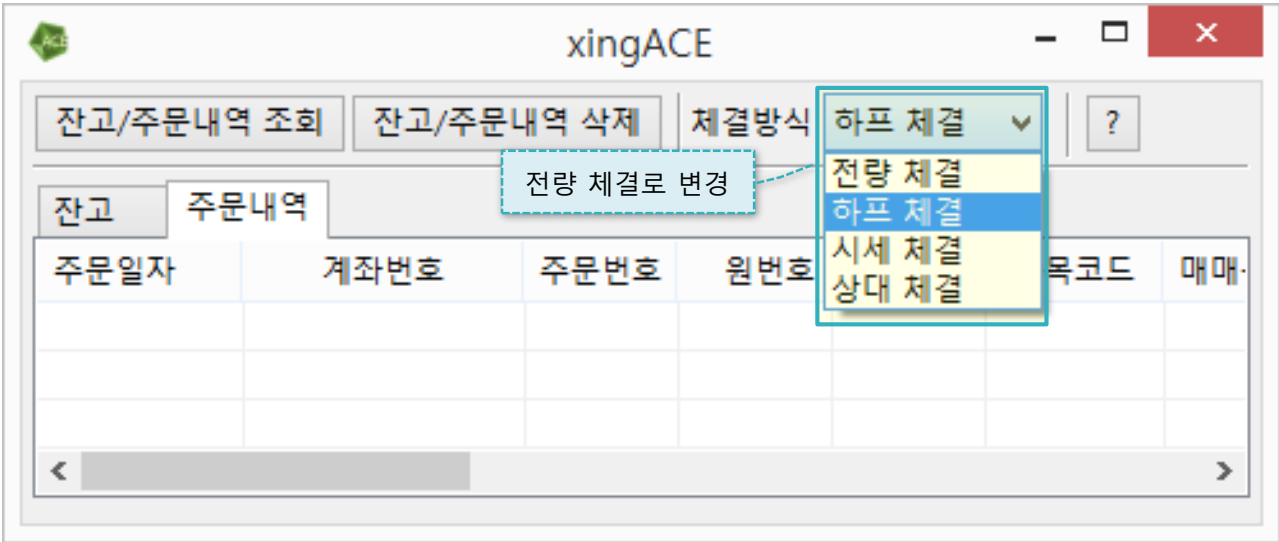 ACE
xingACE
잔고/주문내역 조회 잔고/주문내역 삭제 체결방식 하프 체결 ?
전량 체결로 변경
전량 체결
하프 체결
시세 체결
상대 체결
잔고 주문내역
주문일자 계좌번호 주문번호 원번호 목코드 매매